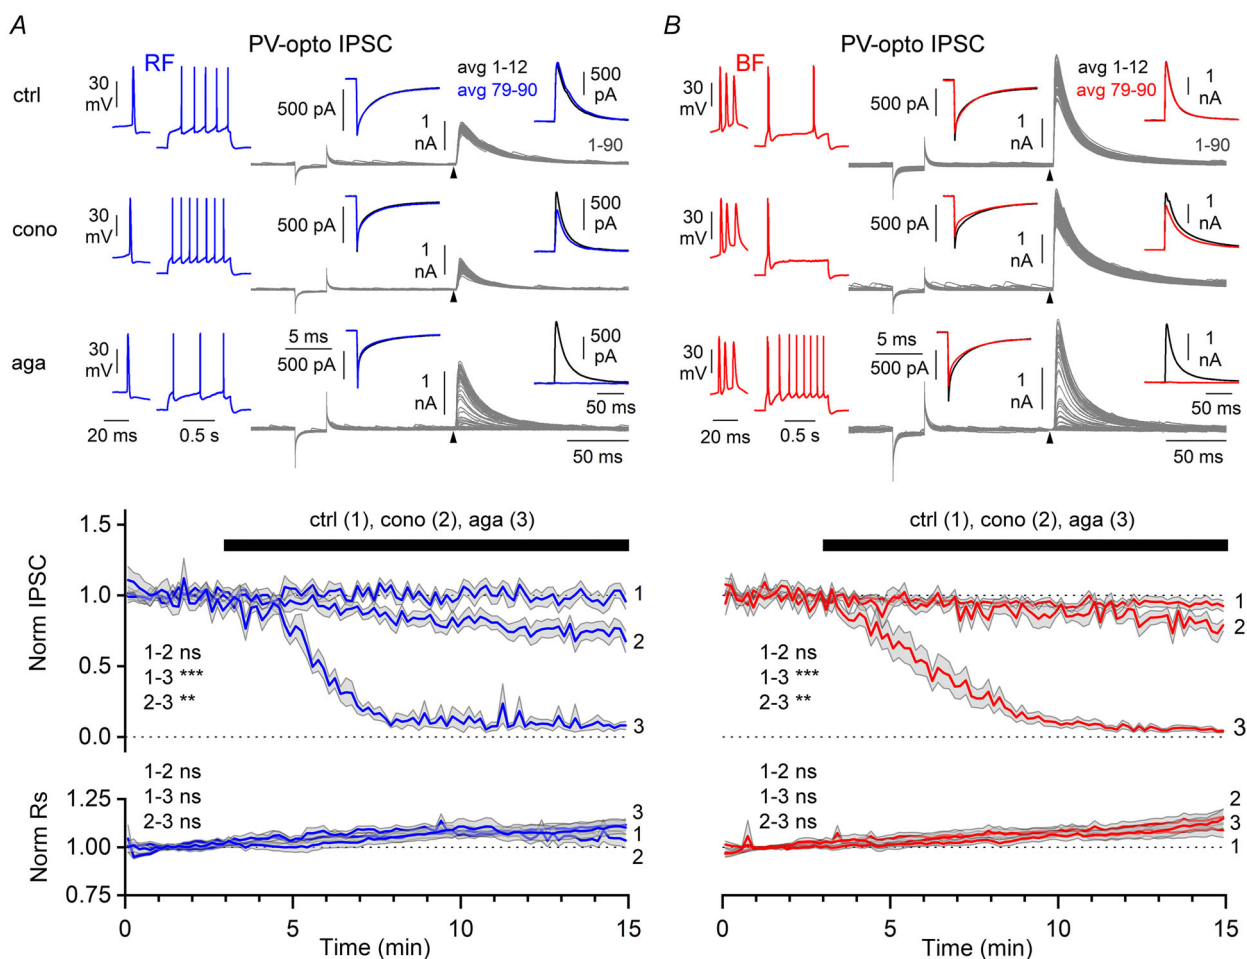 A
PV-opto IPSC
RF
ctrl
30
mV
500 pA
avg 1-12
avg 79-90
500
pA
1
nA
1-90
cono
30
mV
500 pA
500
pA
1
nA
aga
30
mV
5 ms
500 pA
500
pA
1
nA
50 ms
20 ms
0.5 s
50 ms
B
PV-opto IPSC
BF
30
mV
500 pA
avg 1-12
avg 79-90
1
nA
1
nA
1-90
30
mV
500 pA
1
nA
1
nA
30
mV
5 ms
500 pA
1
nA
1
nA
50 ms
20 ms
0.5 s
50 ms
ctrl (1), cono (2), aga (3)
Norm IPSC
1.5
1.0
0.5
0.0
1-2 ns
1-3 ***
2-3 **
1
2
3
Norm Rs
1.25
1.00
0.75
1-2 ns
1-3 ns
2-3 ns
3
1
2
0
5
10
15
Time (min)
ctrl (1), cono (2), aga (3)
1-2 ns
1-3 ***
2-3 **
1
2
3
1-2 ns
1-3 ns
2-3 ns
2
3
1
0
5
10
15
Time (min)